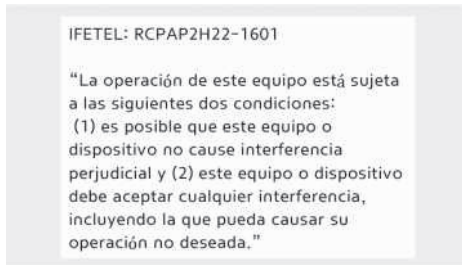 IFETEL: RCPAP2H22-1601
“La operación de este equipo está sujeta
a las siguientes dos condiciones:
(1) es posible que este equipo o
dispositivo no cause interferencia
perjudicial y (2) este equipo o dispositivo
debe aceptar cualquier interferencia,
incluyendo la que pueda causar su
operación no deseada.”